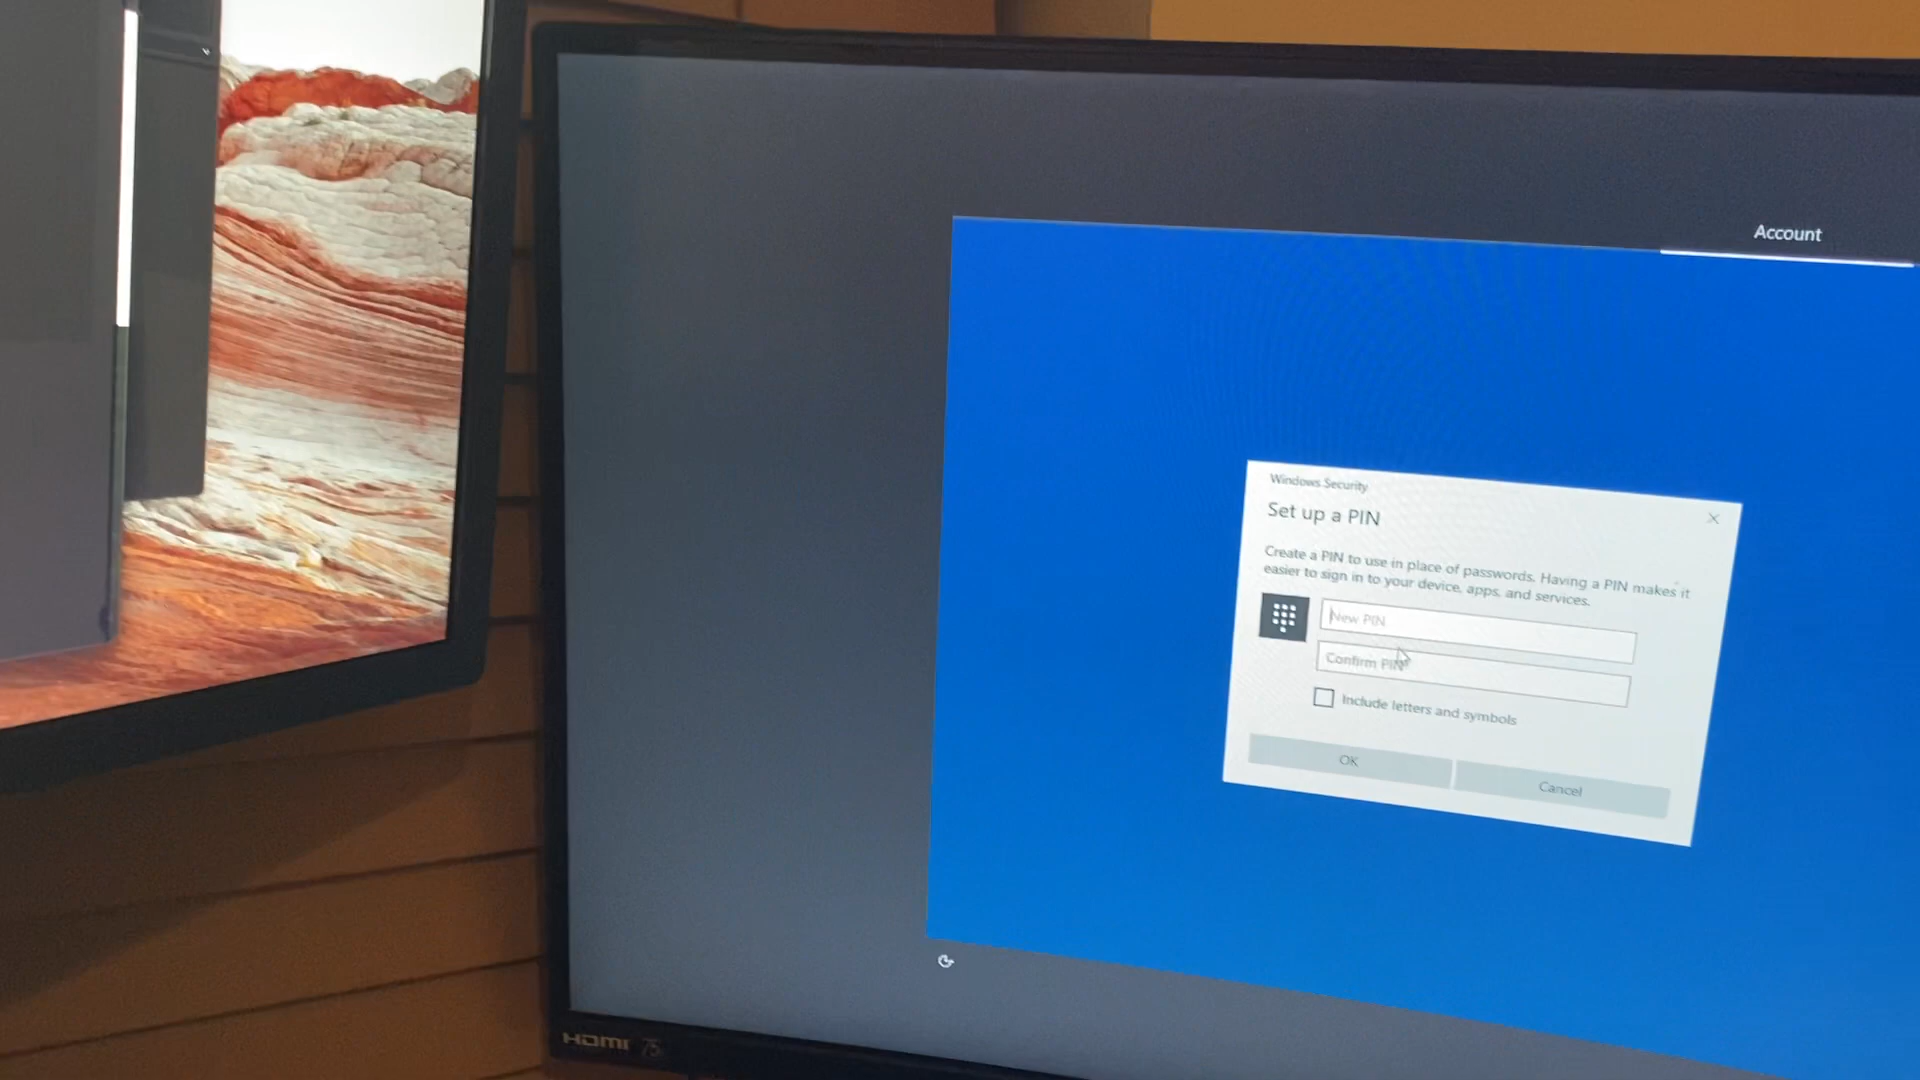 Account
Windows Security
Set up a PIN
Create a PIN to use in place of passwords. Having a PIN makes it
easier to sign in to your device, apps, and services.
New PIN
Confirm PIN
Include letters and symbols
OK
Cancel
HDMI 75